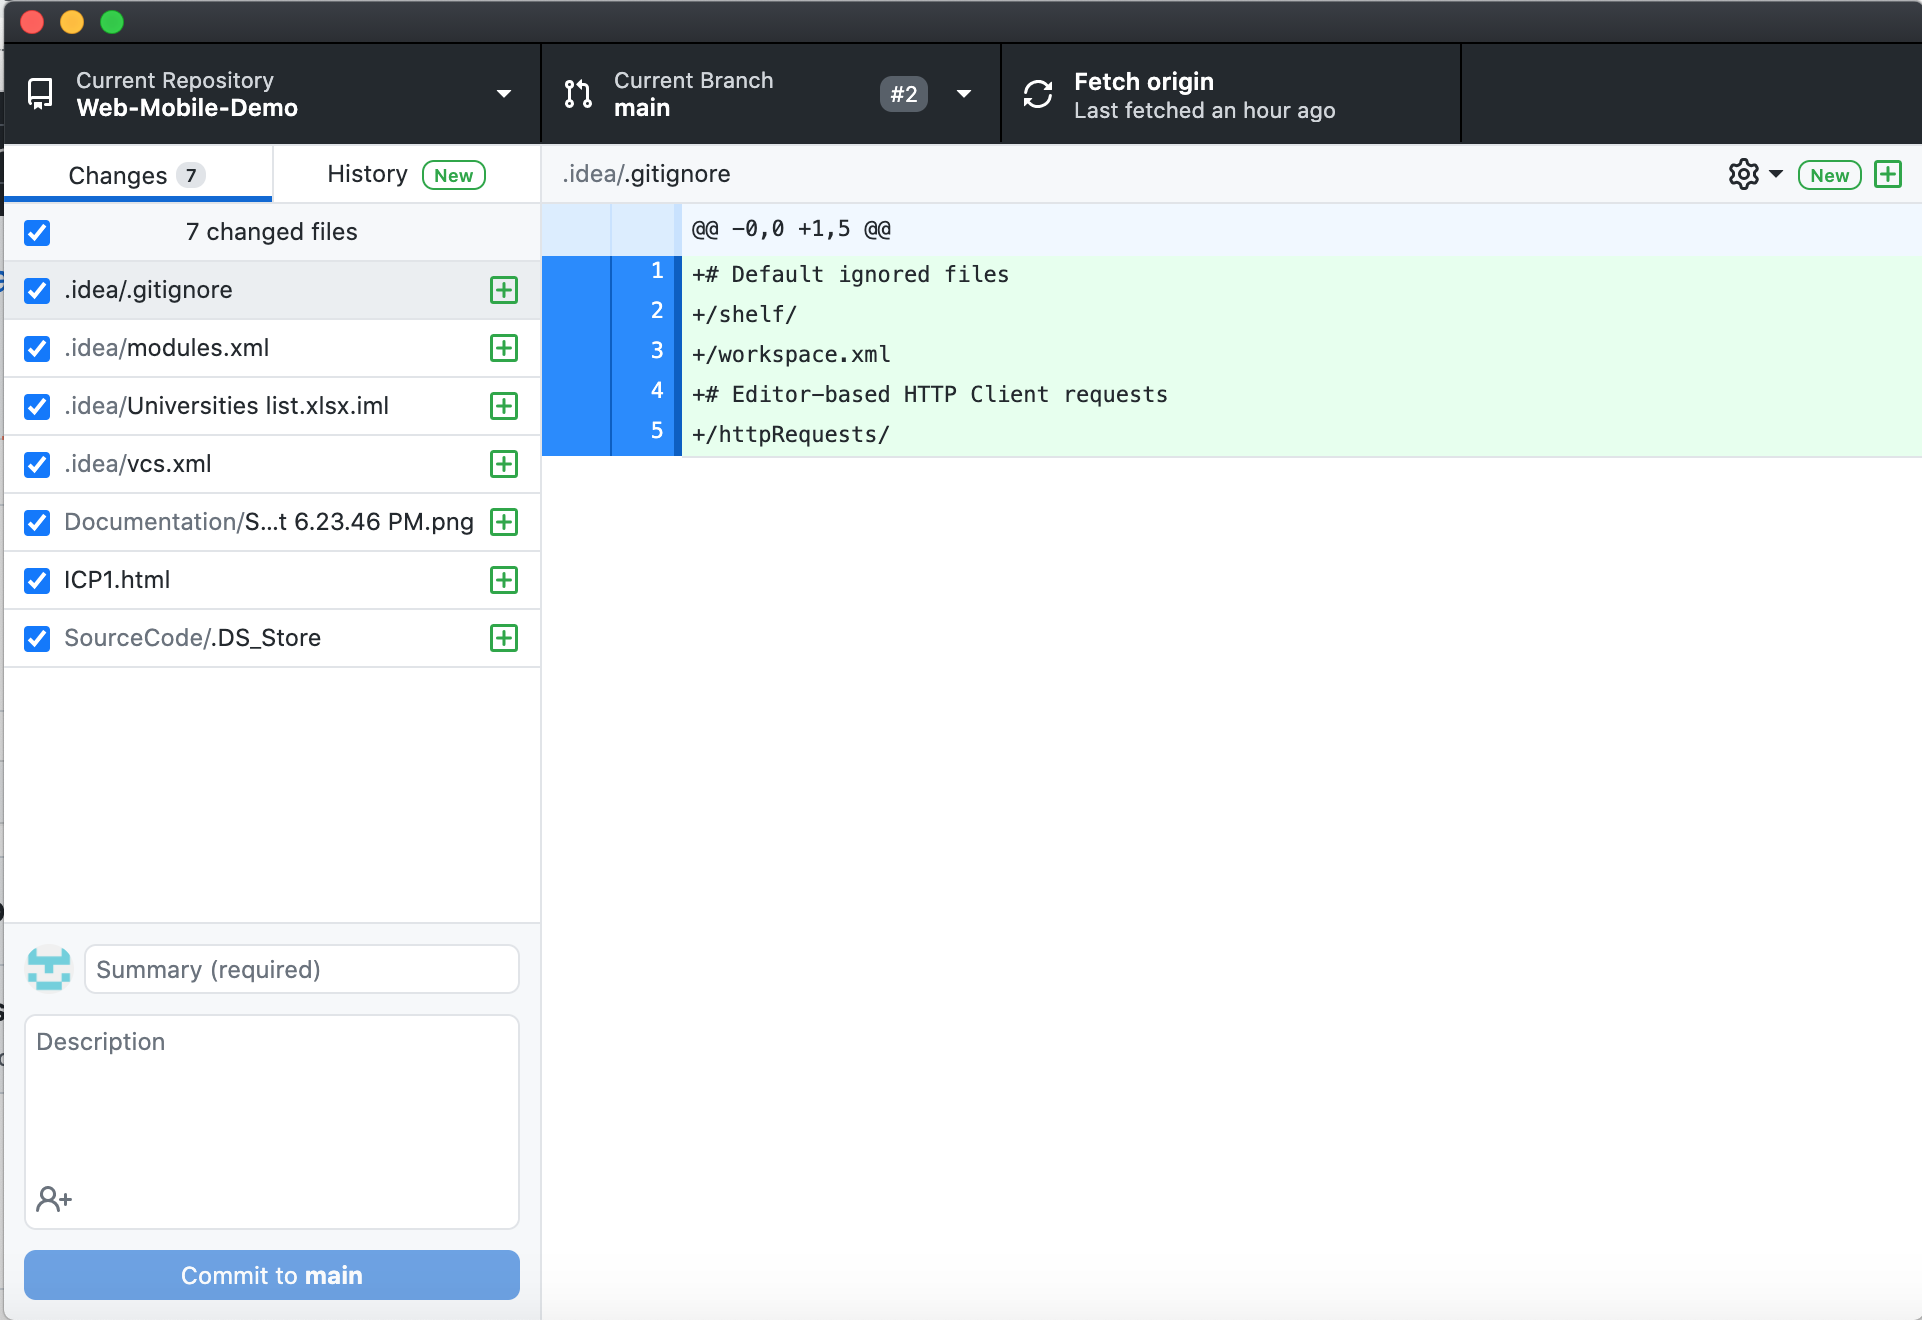 Current Repository
Web-Mobile-Demo
Current Branch
main
#2
Fetch origin
Last fetched an hour ago
Changes 7
History New
.idea/.gitignore
New
7 changed files
.idea/.gitignore
.idea/modules.xml
.idea/Universities list.xlsx.iml
.idea/vcs.xml
Documentation/S...t 6.23.46 PM.png
ICP1.html
SourceCode/.DS_Store
@@ -0,0 +1,5 @@
1 +# Default ignored files
2 +/shelf/
3 +/workspace.xml
4 +# Editor-based HTTP Client requests
5 +/httpRequests/
Summary (required)
Description
Commit to main